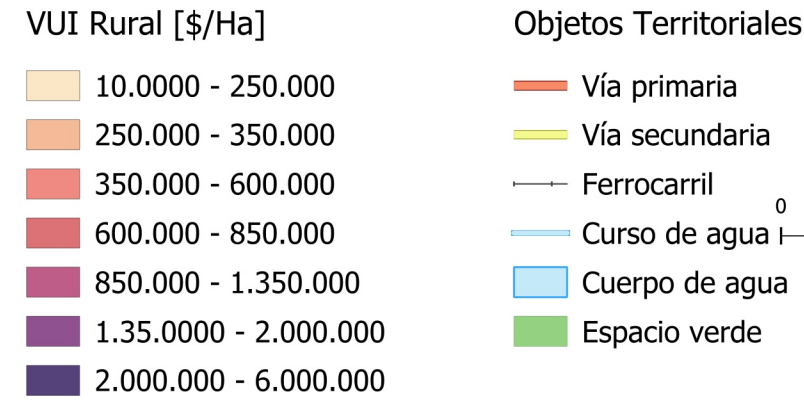 VUI Rural [$/Ha]
10.0000 - 250.000
250.000 - 350.000
350.000 - 600.000
600.000 - 850.000
850.000 - 1.350.000
1.35.0000 - 2.000.000
2.000.000 - 6.000.000
Objetos Territoriales
Vía primaria
Vía secundaria
Ferrocarril
Curso de agua
0
Cuerpo de agua
Espacio verde